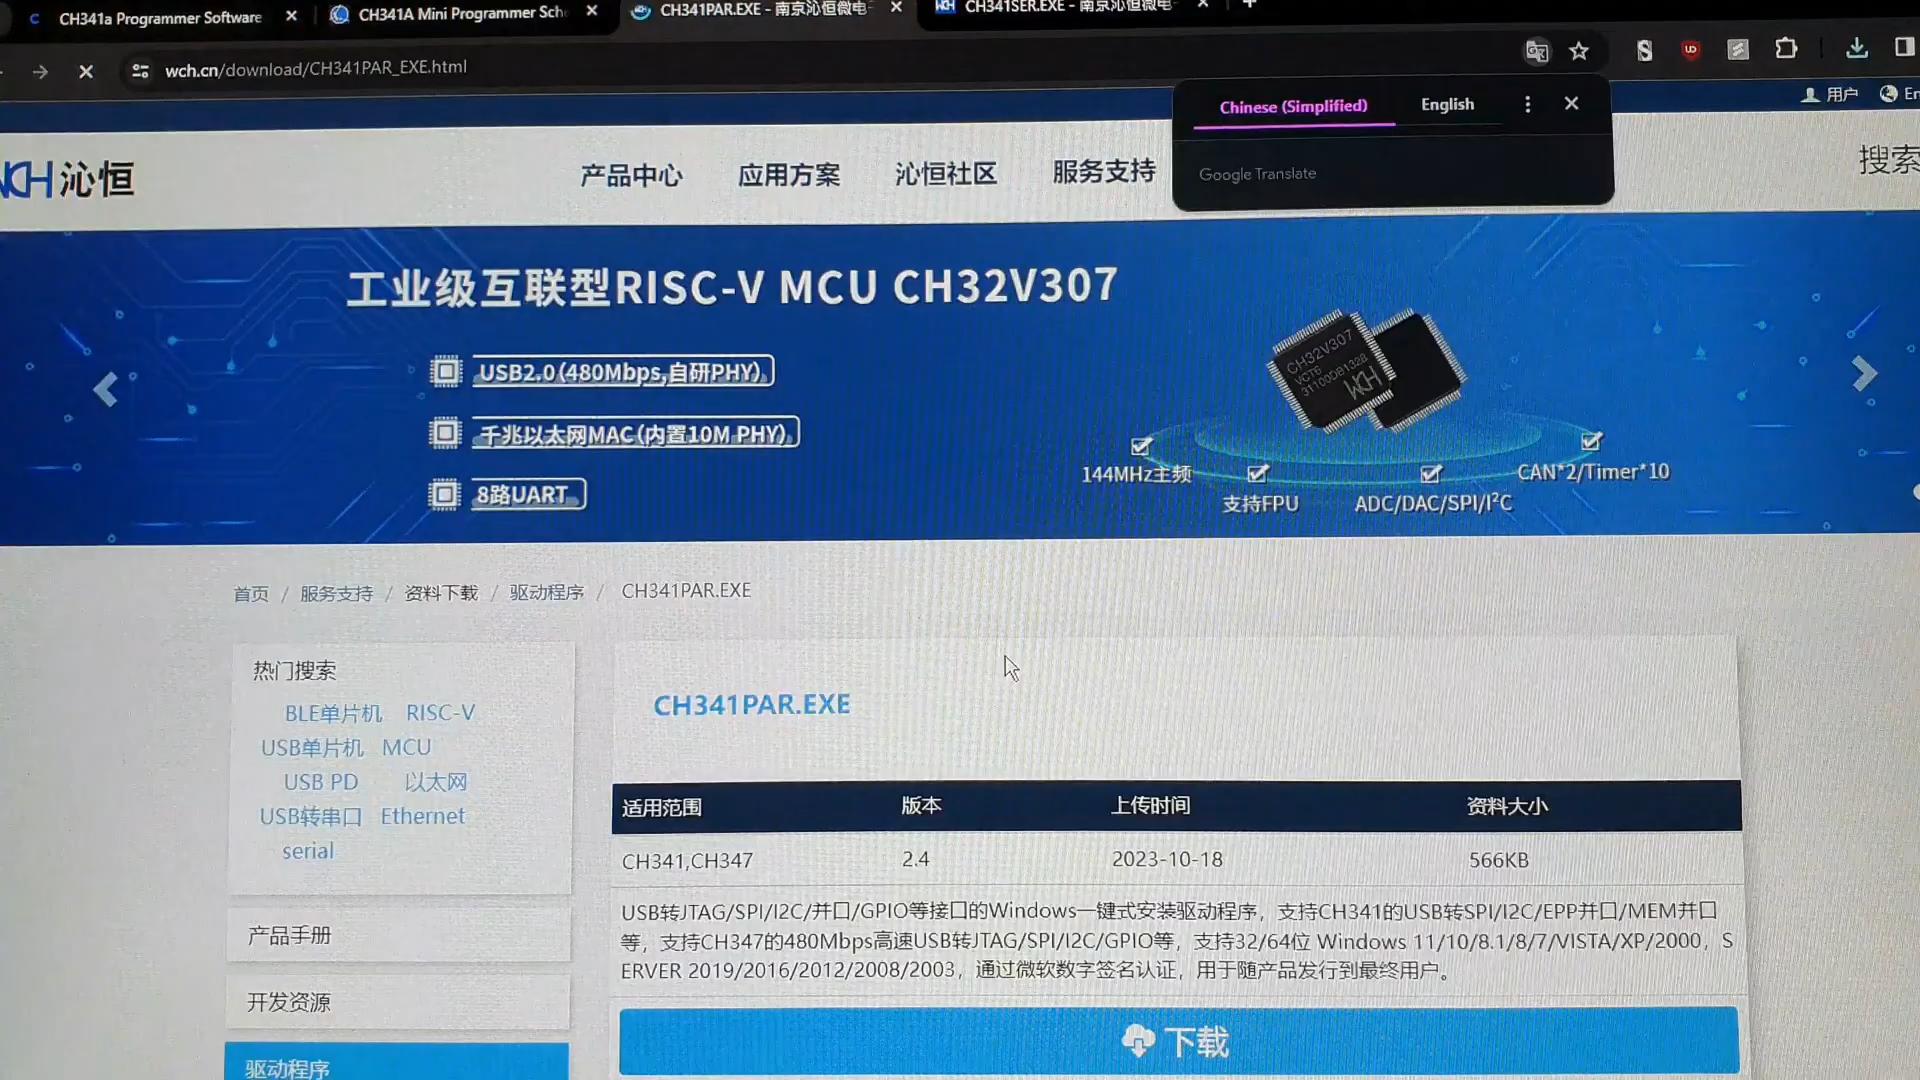 CH341a Programmer Software
CH341A Mini Programmer Sch
CH341PAR.EXE - 南京沁恒微电
CH341SER.EXE - 南京沁恒微电
wch.cn/download/CH341PAR_EXE.html
Chinese (Simplified) English
Google Translate
用户 En
WCH沁恒
产品中心 应用方案 沁恒社区 服务支持
搜索
工业级互联型RISC-V MCU CH32V307
USB2.0(480Mbps,自研PHY)
千兆以太网MAC(内置10M PHY)
8路UART
CH32V307
VCT6
WCH
144MHz主频
支持FPU
ADC/DAC/SPI/I²C
CAN*2/Timer*10
首页 / 服务支持 / 资料下载 / 驱动程序 / CH341PAR.EXE
热门搜索
BLE单片机 RISC-V
USB单片机 MCU
USB PD 以太网
USB转串口 Ethernet
serial
产品手册
开发资源
驱动程序
CH341PAR.EXE
适用范围 版本 上传时间 资料大小
CH341,CH347 2.4 2023-10-18 566KB
USB转JTAG/SPI/I2C/并口/GPIO等接口的Windows一键式安装驱动程序，支持CH341的USB转SPI/I2C/EPP并口/MEM并口
等，支持CH347的480Mbps高速USB转JTAG/SPI/I2C/GPIO等，支持32/64位 Windows 11/10/8.1/8/7/VISTA/XP/2000，S
ERVER 2019/2016/2012/2008/2003，通过微软数字签名认证，用于随产品发行到最终用户。
下载